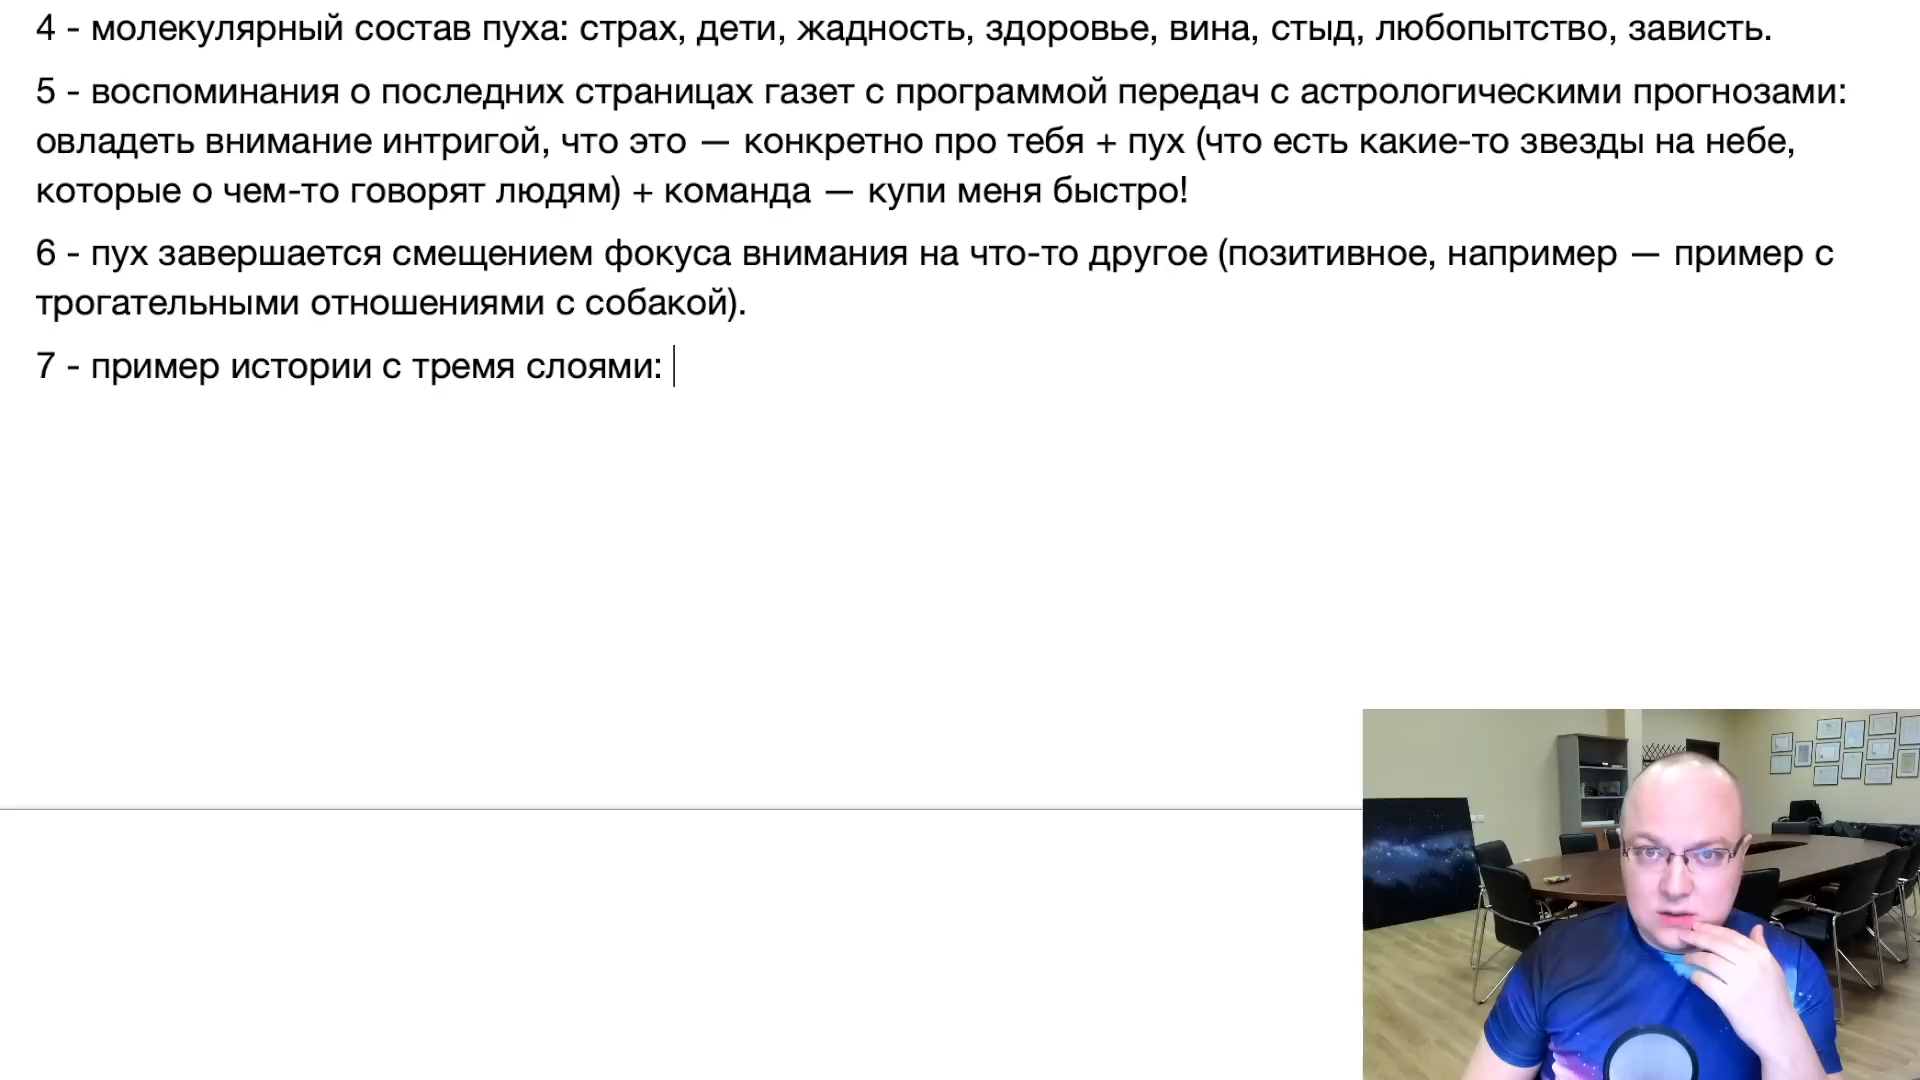 4 - молекулярный состав пуха: страх, дети, жадность, здоровье, вина, стыд, любопытство, зависть.
5 - воспоминания о последних страницах газет с программой передач с астрологическими прогнозами:
овладеть внимание интригой, что это — конкретно про тебя + пух (что есть какие-то звезды на небе,
которые о чем-то говорят людям) + команда — купи меня быстро!
6 - пух завершается смещением фокуса внимания на что-то другое (позитивное, например — пример с
трогательными отношениями с собакой).
7 - пример истории с тремя слоями: